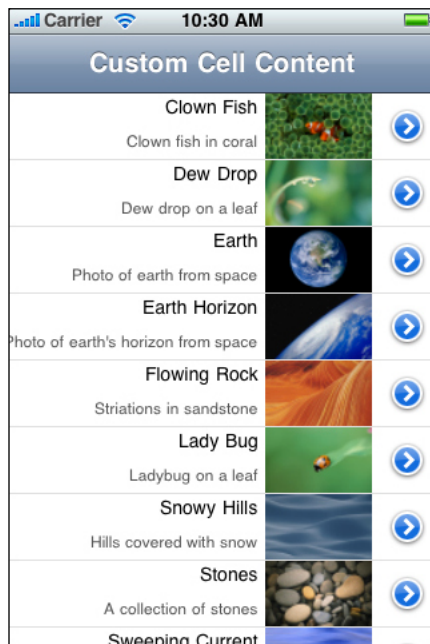 Carrier 10:30 AM
Custom Cell Content
Clown Fish
Clown fish in coral
Dew Drop
Dew drop on a leaf
Earth
Photo of earth from space
Earth Horizon
Photo of earth's horizon from space
Flowing Rock
Striations in sandstone
Lady Bug
Ladybug on a leaf
Snowy Hills
Hills covered with snow
Stones
A collection of stones
Sweeping Current